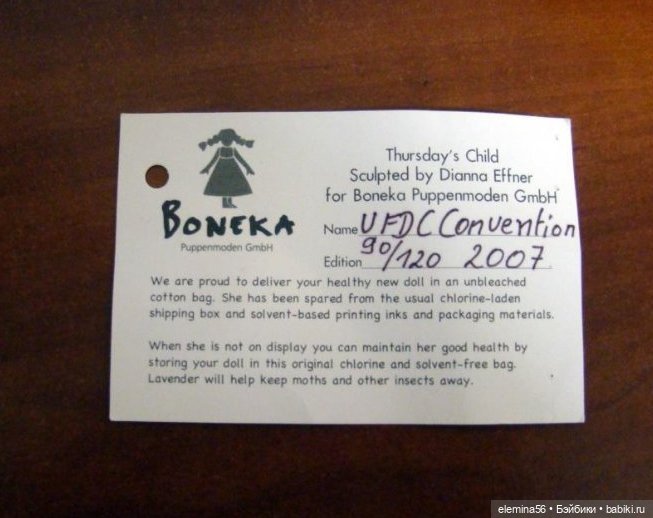 BONEKA
Puppenmoden GmbH
Thursday's Child
Sculpted by Dianna Effner
for Boneka Puppenmoden GmbH
Name UFDC Convention
Edition 90/120 2007
We are proud to deliver your healthy new doll in an unbleached
cotton bag. She has been spared from the usual chlorine-laden
shipping box and solvent-based printing inks and packaging materials.
When she is not on display you can maintain her good health by
storing your doll in this original chlorine and solvent-free bag.
Lavender will help keep moths and other insects away.
elemina56 • Бэйбики • babiki.ru